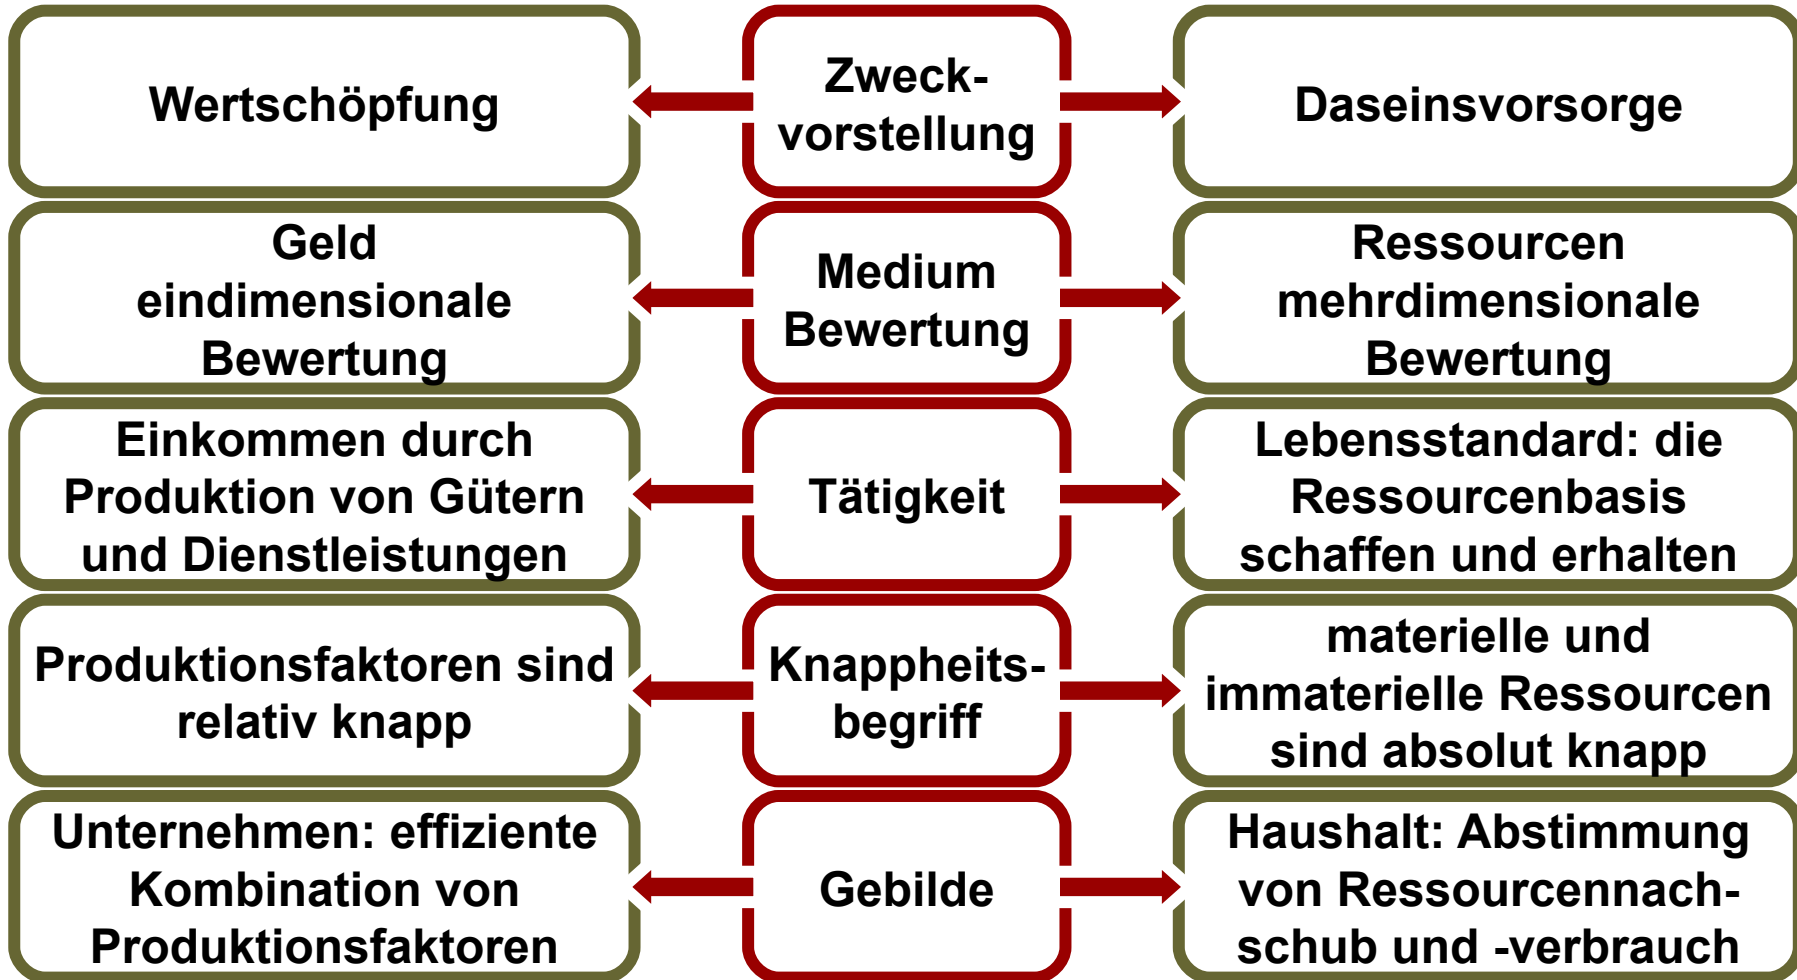 Wertschöpfung
Zweck-
vorstellung
Daseinsvorsorge
Geld
eindimensionale
Bewertung
Medium
Bewertung
Ressourcen
mehrdimensionale
Bewertung
Einkommen durch
Produktion von Gütern
und Dienstleistungen
Tätigkeit
Lebensstandard: die
Ressourcenbasis
schaffen und erhalten
Produktionsfaktoren sind
relativ knapp
Knappheits-
begriff
materielle und
immaterielle Ressourcen
sind absolut knapp
Unternehmen: effiziente
Kombination von
Produktionsfaktoren
Gebilde
Haushalt: Abstimmung
von Ressourcennach-
schub und -verbrauch